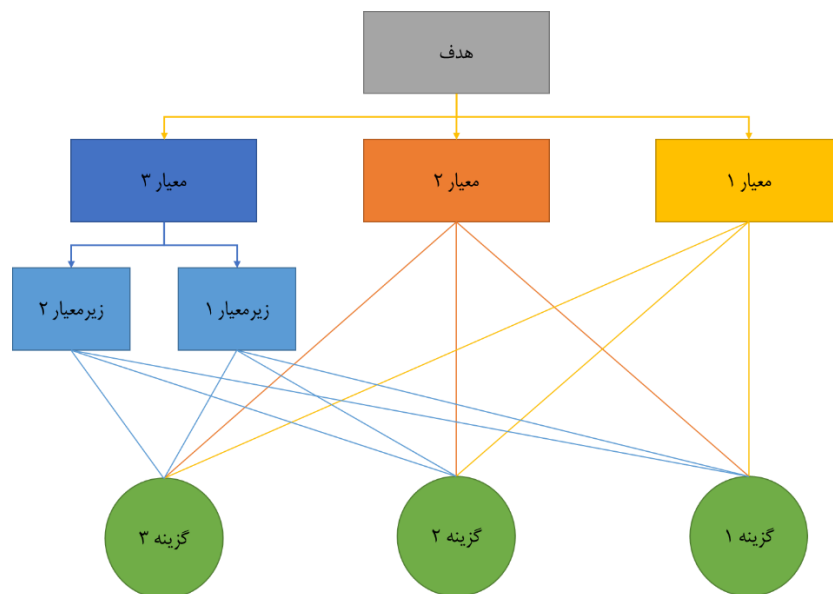 هدف
معیار ۱
معیار ۲
معیار ۳
زیرمعیار ۱
زیرمعیار ۲
گزینه ۱
گزینه ۲
گزینه ۳